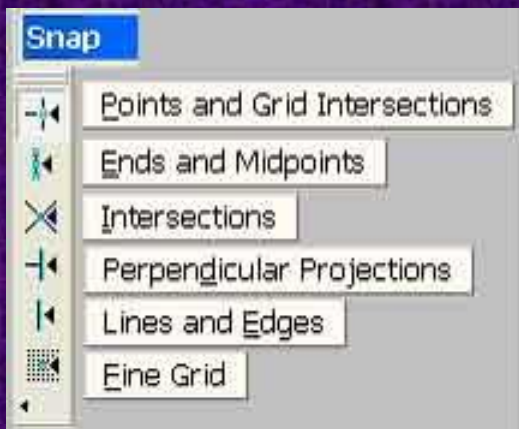 Snap
Points and Grid Intersections
Ends and Midpoints
Intersections
Perpendicular Projections
Lines and Edges
Fine Grid